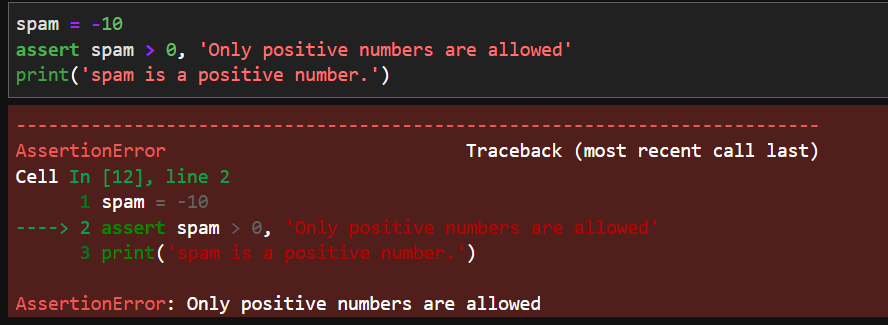 spam = -10
assert spam > 0, 'Only positive numbers are allowed'
print('spam is a positive number.')
---------------------------------------------------------------------------
AssertionError                            Traceback (most recent call last)
Cell In [12], line 2
      1 spam = -10
----> 2 assert spam > 0, 'Only positive numbers are allowed'
      3 print('spam is a positive number.')
AssertionError: Only positive numbers are allowed